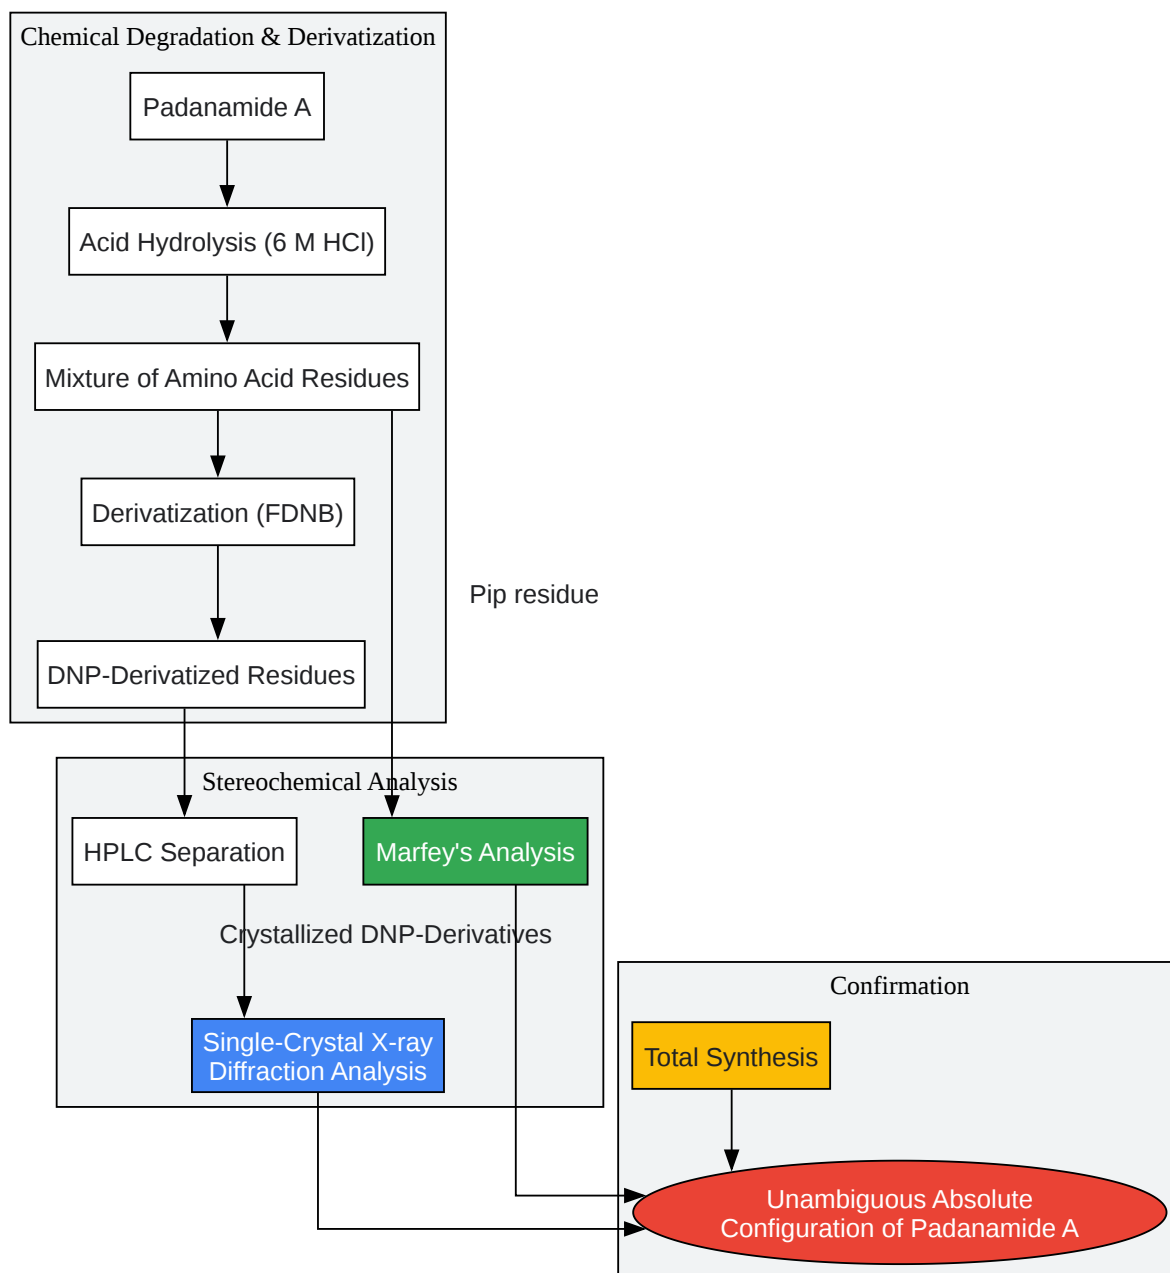 Chemical Degradation & Derivatization
Padanamide A
Acid Hydrolysis (6 M HCl)
Mixture of Amino Acid Residues
Derivatization (FDNB)
Pip residue
DNP-Derivatized Residues
Stereochemical Analysis
HPLC Separation
Marfey's Analysis
Crystallized DNP-Derivatives
Single-Crystal X-ray
Diffraction Analysis
Confirmation
Total Synthesis
Unambiguous Absolute
Configuration of Padanamide A